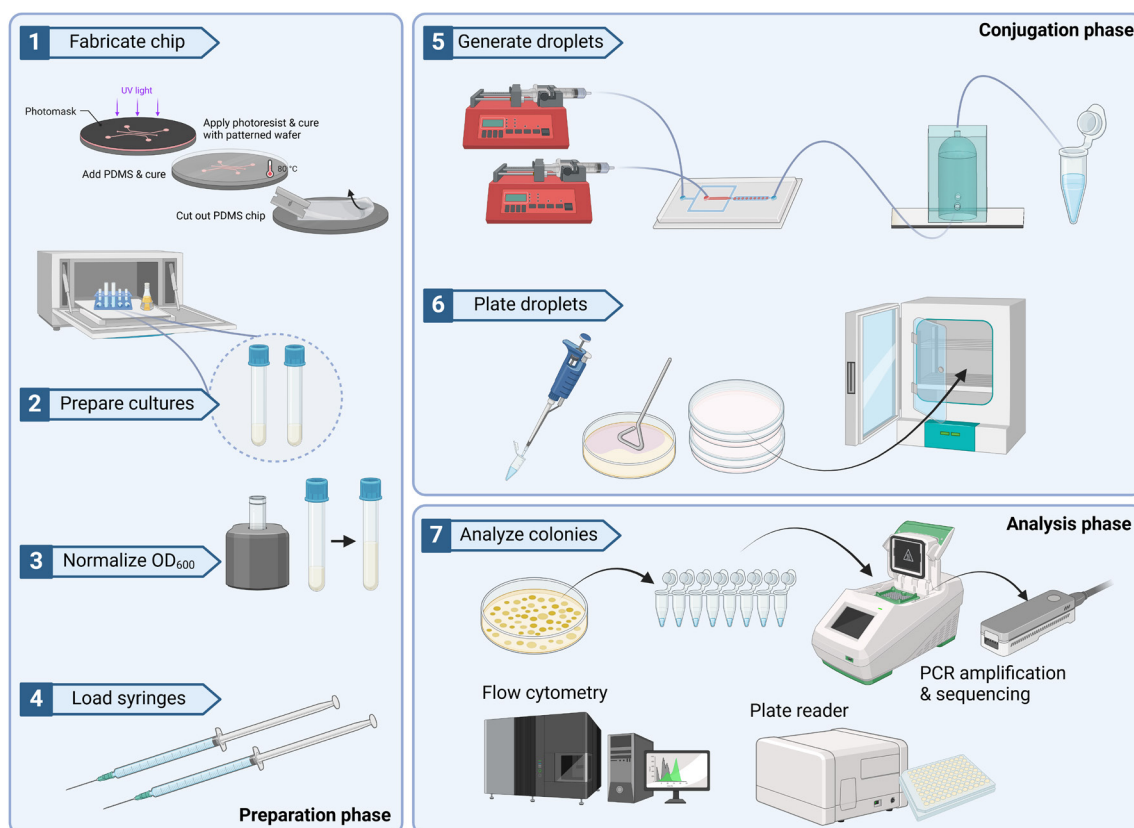 1 Fabricate chip
UV light
Photomask
Apply photoresist & cure
with patterned wafer
80 °C
Add PDMS & cure
Cut out PDMS chip
2 Prepare cultures
3 Normalize OD₆₀₀
4 Load syringes
Preparation phase
5 Generate droplets
Conjugation phase
6 Plate droplets
7 Analyze colonies
Analysis phase
PCR amplification
& sequencing
Flow cytometry
Plate reader